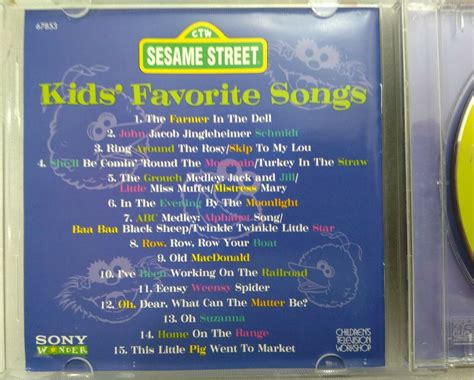 67833
CTW
SESAME STREET
Kids' Favorite Songs
1. The Farmer In The Dell
2. John Jacob Jingleheimer Schmidt
3. Ring Around The Rosy/Skip To My Lou
4. She'll Be Comin' 'Round The Mountain/Turkey In The Straw
5. The Grouch Medley: Jack and Jill/
Little Miss Muffet/Mistress Mary
6. In The Evening By The Moonlight
7. ABC Medley: Alphabet Song/
Baa Baa Black Sheep/Twinkle Twinkle Little Star
8. Row, Row, Row Your Boat
9. Old MacDonald
10. I've Been Working On The Railroad
11. Eensy Weensy Spider
12. Oh, Dear, What Can The Matter Be?
13. Oh Suzanna
14. Home On the Range
15. This Little Pig Went To Market
SONY
WONDER
CHILDREN'S
TELEVISION
WORKSHOP